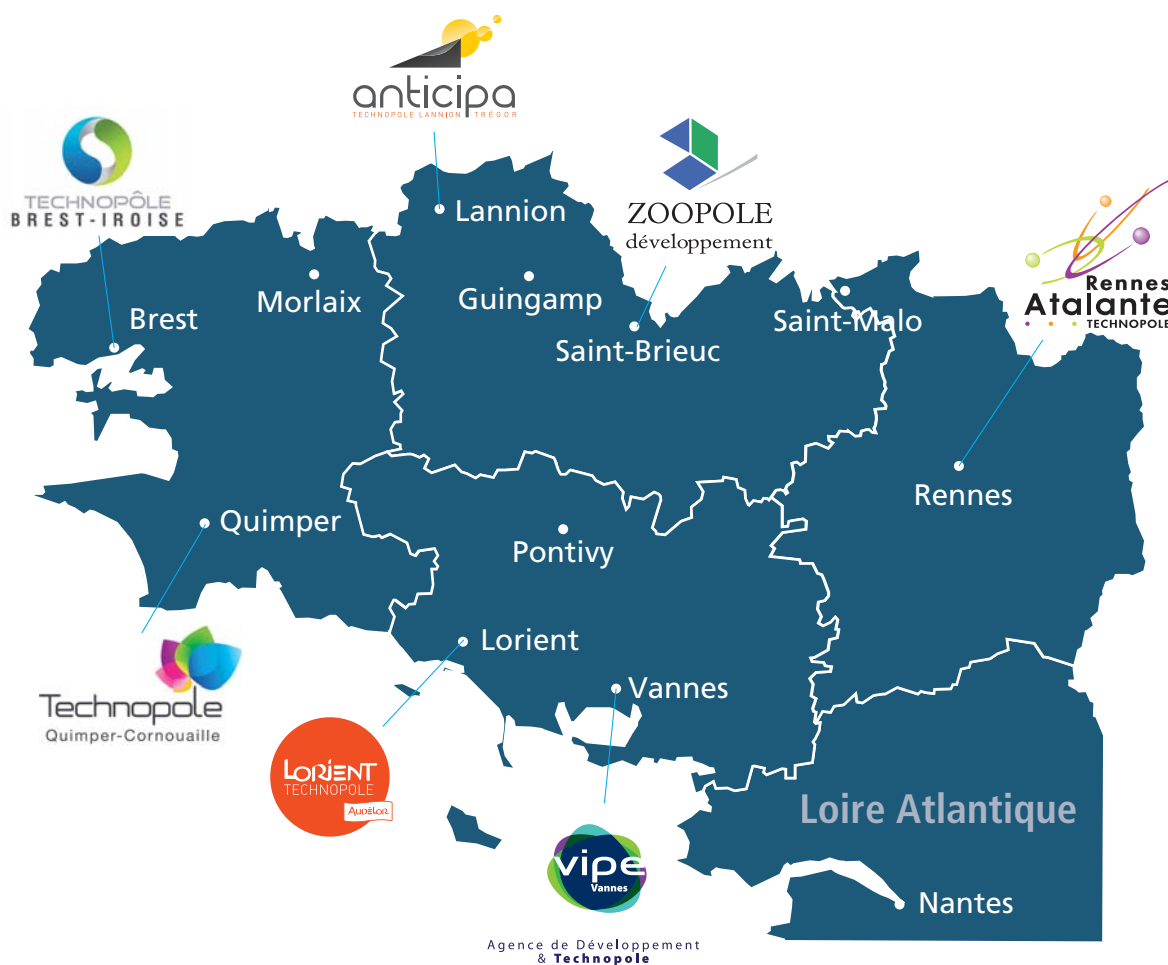 anticipa
TECHNOPOLE LANNION TRÉGOR
TECHNOPÔLE
BREST-IROISE
ZOOPOLE
développement
Rennes
Atalante
TECHNOPOLE
Lannion
Morlaix
Guingamp
Saint-Malo
Brest
Saint-Brieuc
Rennes
Quimper
Pontivy
Lorient
Vannes
Technopole
Quimper-Cornouaille
LORIENT
TECHNOPOLE
AUDÉLOR
Loire Atlantique
vipe
Vannes
Nantes
Agence de Développement
& Technopole